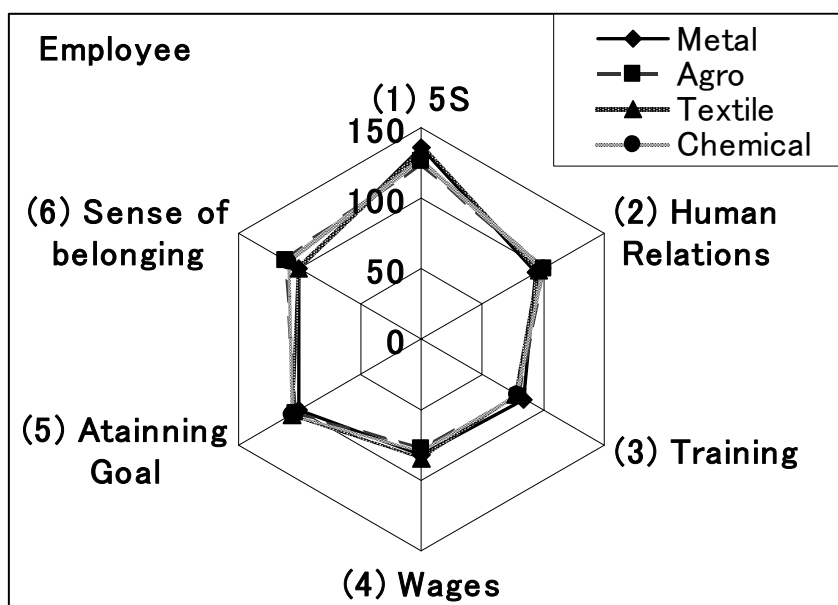 Employee
Metal
Agro
Textile
Chemical
(1) 5S
150
100
50
0
(2) Human
Relations
(3) Training
(4) Wages
(5) Atainning
Goal
(6) Sense of
belonging